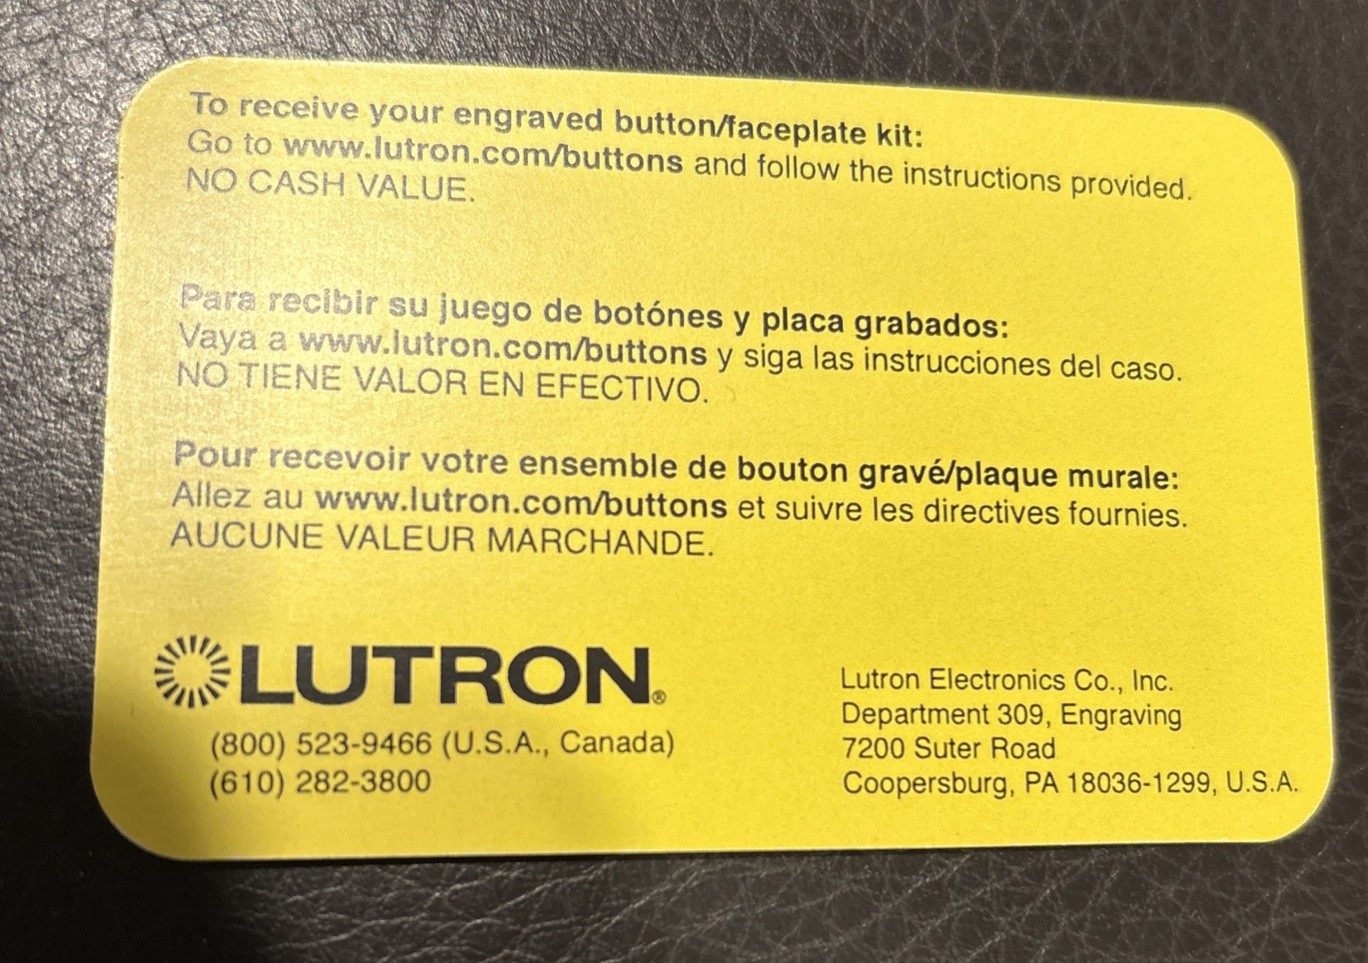 To receive your engraved button/faceplate kit:
Go to www.lutron.com/buttons and follow the instructions provided.
NO CASH VALUE.
Para recibir su juego de botónes y placa grabados:
Vaya a www.lutron.com/buttons y siga las instrucciones del caso.
NO TIENE VALOR EN EFECTIVO.
Pour recevoir votre ensemble de bouton gravé/plaque murale:
Allez au www.lutron.com/buttons et suivre les directives fournies.
AUCUNE VALEUR MARCHANDE.
LUTRON®
(800) 523-9466 (U.S.A., Canada)
(610) 282-3800
Lutron Electronics Co., Inc.
Department 309, Engraving
7200 Suter Road
Coopersburg, PA 18036-1299, U.S.A.